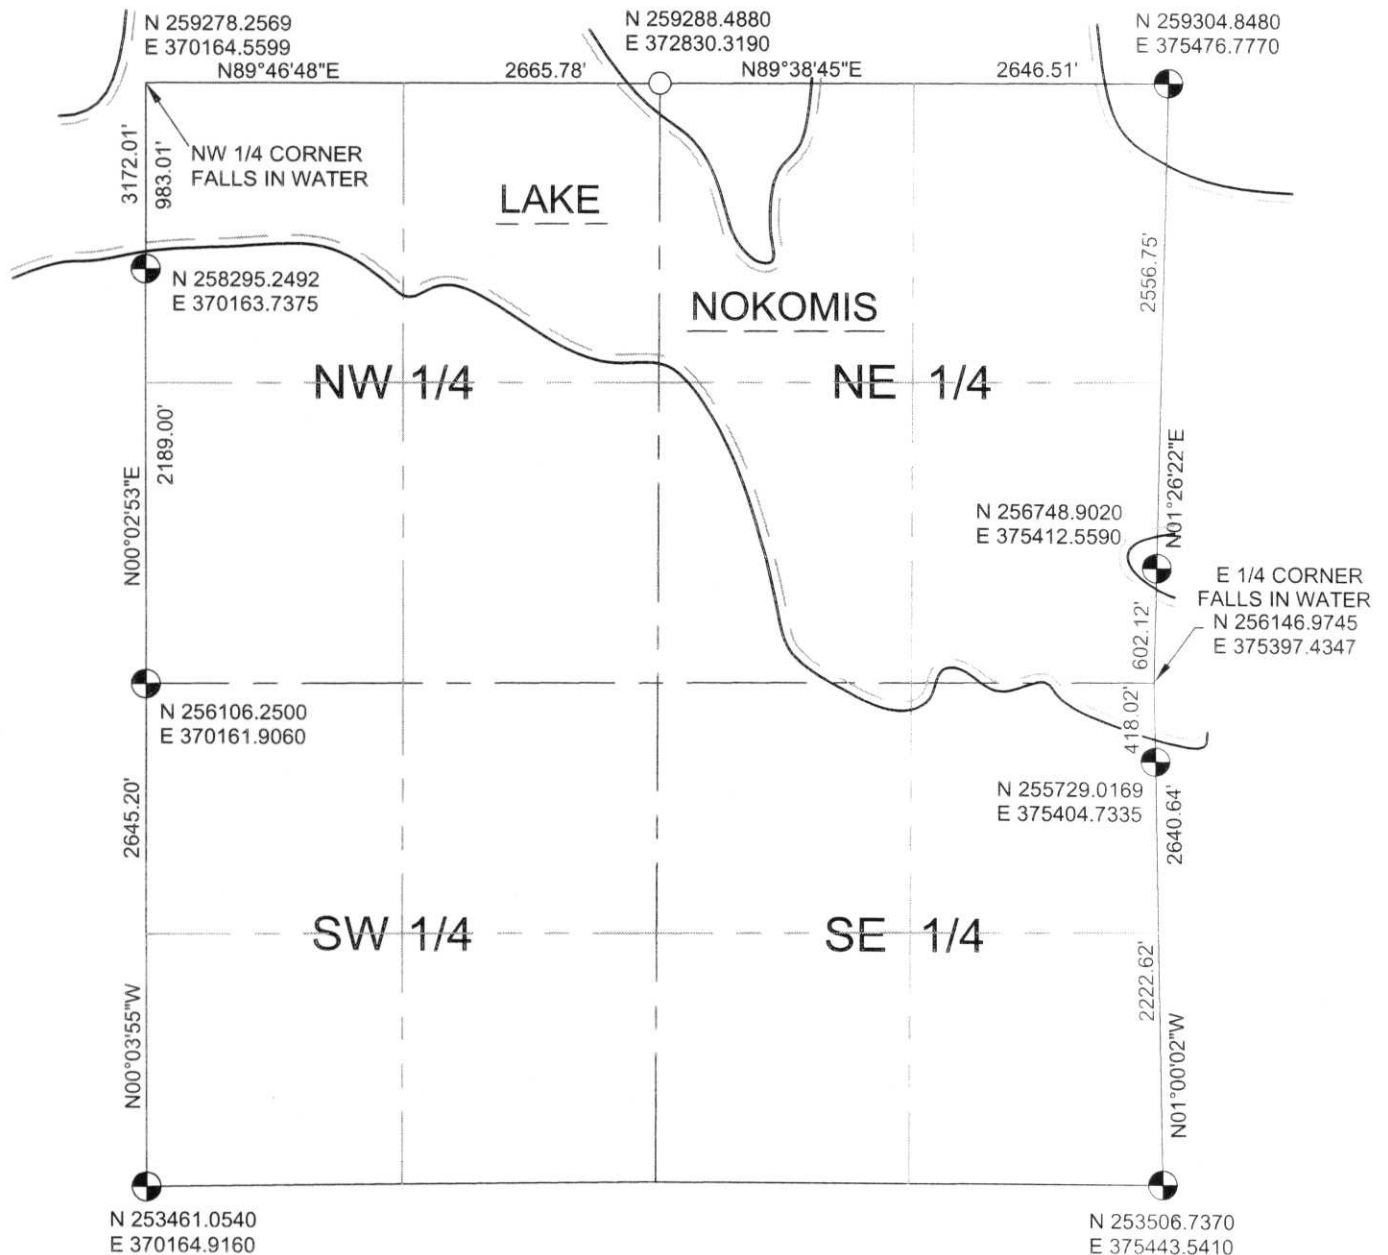 N 259278.2569
E 370164.5599
N 259288.4880
E 372830.3190
N 259304.8480
E 375476.7770
N89°46'48"E
2665.78'
N89°38'45"E
2646.51'
3172.01'
983.01'
NW 1/4 CORNER
FALLS IN WATER
LAKE
NOKOMIS
2556.75'
N 258295.2492
E 370163.7375
NW 1/4
NE 1/4
2189.00'
N00°02'53"E
N01°26'22"E
N 256748.9020
E 375412.5590
E 1/4 CORNER
FALLS IN WATER
N 256146.9745
E 375397.4347
602.12'
418.02'
N 256106.2500
E 370161.9060
N 255729.0169
E 375404.7335
2645.20'
2640.64'
SW 1/4
SE 1/4
2222.62'
N00°03'55"W
N01°00'02"W
N 253461.0540
E 370164.9160
N 253506.7370
E 375443.5410